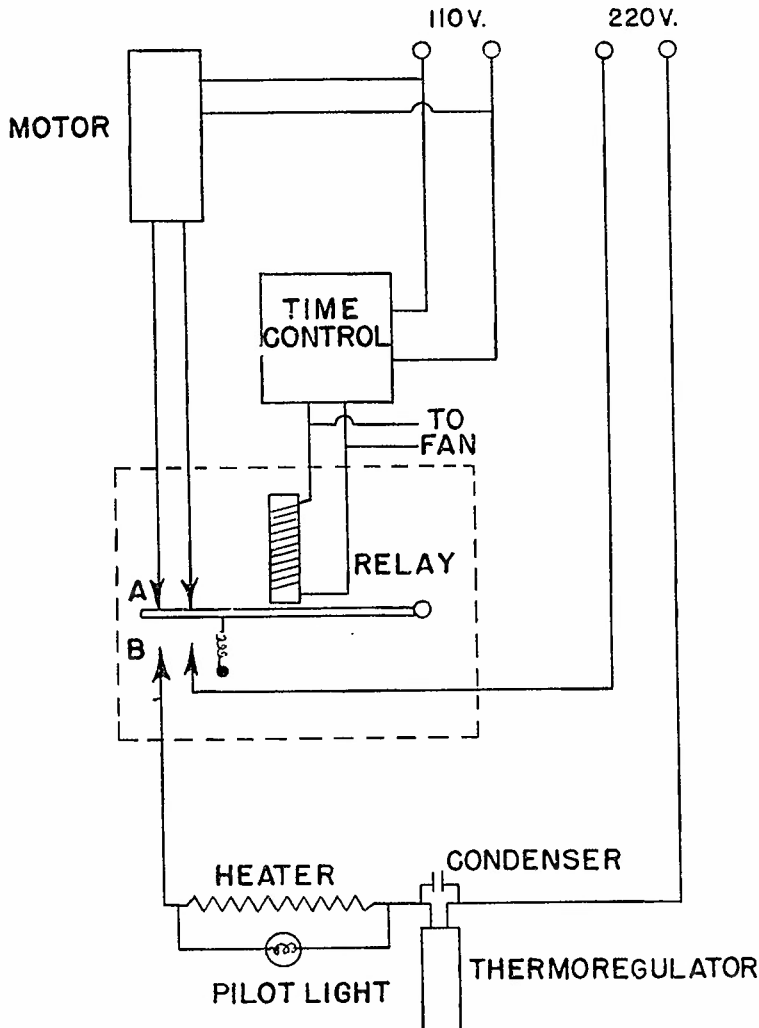 110V.
220V.
MOTOR
TIME
CONTROL
TO
FAN
RELAY
A
B
HEATER
CONDENSER
PILOT LIGHT
THERMOREGULATOR